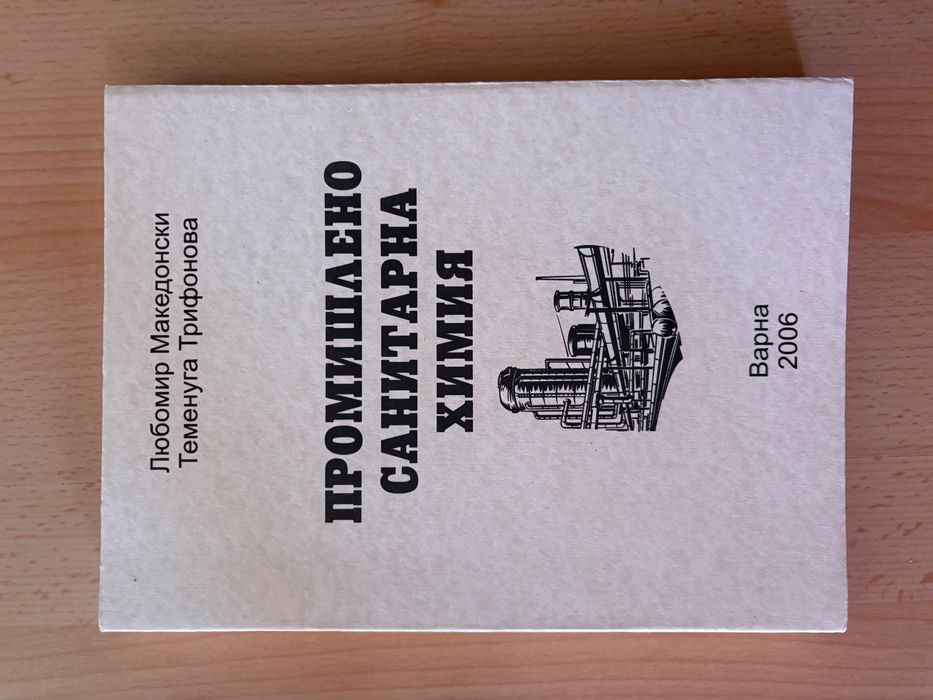 Любомир Македонски
Теменуга Трифонова
ПРОМИШЛЕНО
САНИТАРНА
ХИМИЯ
Варна
2006